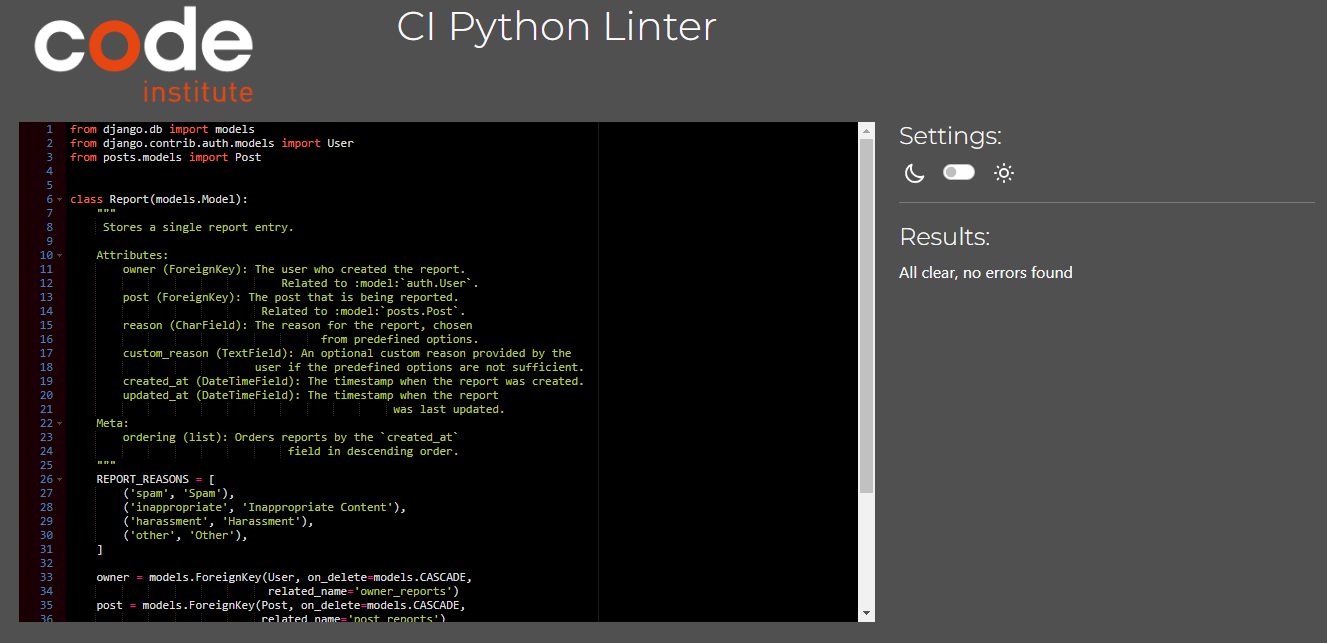 code
institute
CI Python Linter
1 from django.db import models
2 from django.contrib.auth.models import User
3 from posts.models import Post
4
5
6 class Report(models.Model):
7     """
8      Stores a single report entry.
9
10     Attributes:
11         owner (ForeignKey): The user who created the report.
12                                 Related to :model:`auth.User`.
13         post (ForeignKey): The post that is being reported.
14                              Related to :model:`posts.Post`.
15         reason (CharField): The reason for the report, chosen
16                                       from predefined options.
17         custom_reason (TextField): An optional custom reason provided by the
18                             user if the predefined options are not sufficient.
19         created_at (DateTimeField): The timestamp when the report was created.
20         updated_at (DateTimeField): The timestamp when the report
21                                                  was last updated.
22     Meta:
23         ordering (list): Orders reports by the `created_at`
24                                  field in descending order.
25     """
26     REPORT_REASONS = [
27         ('spam', 'Spam'),
28         ('inappropriate', 'Inappropriate Content'),
29         ('harassment', 'Harassment'),
30         ('other', 'Other'),
31     ]
32
33     owner = models.ForeignKey(User, on_delete=models.CASCADE,
34                               related_name='owner_reports')
35     post = models.ForeignKey(Post, on_delete=models.CASCADE,
36                              related_name='post_reports')
Settings:
Results:
All clear, no errors found